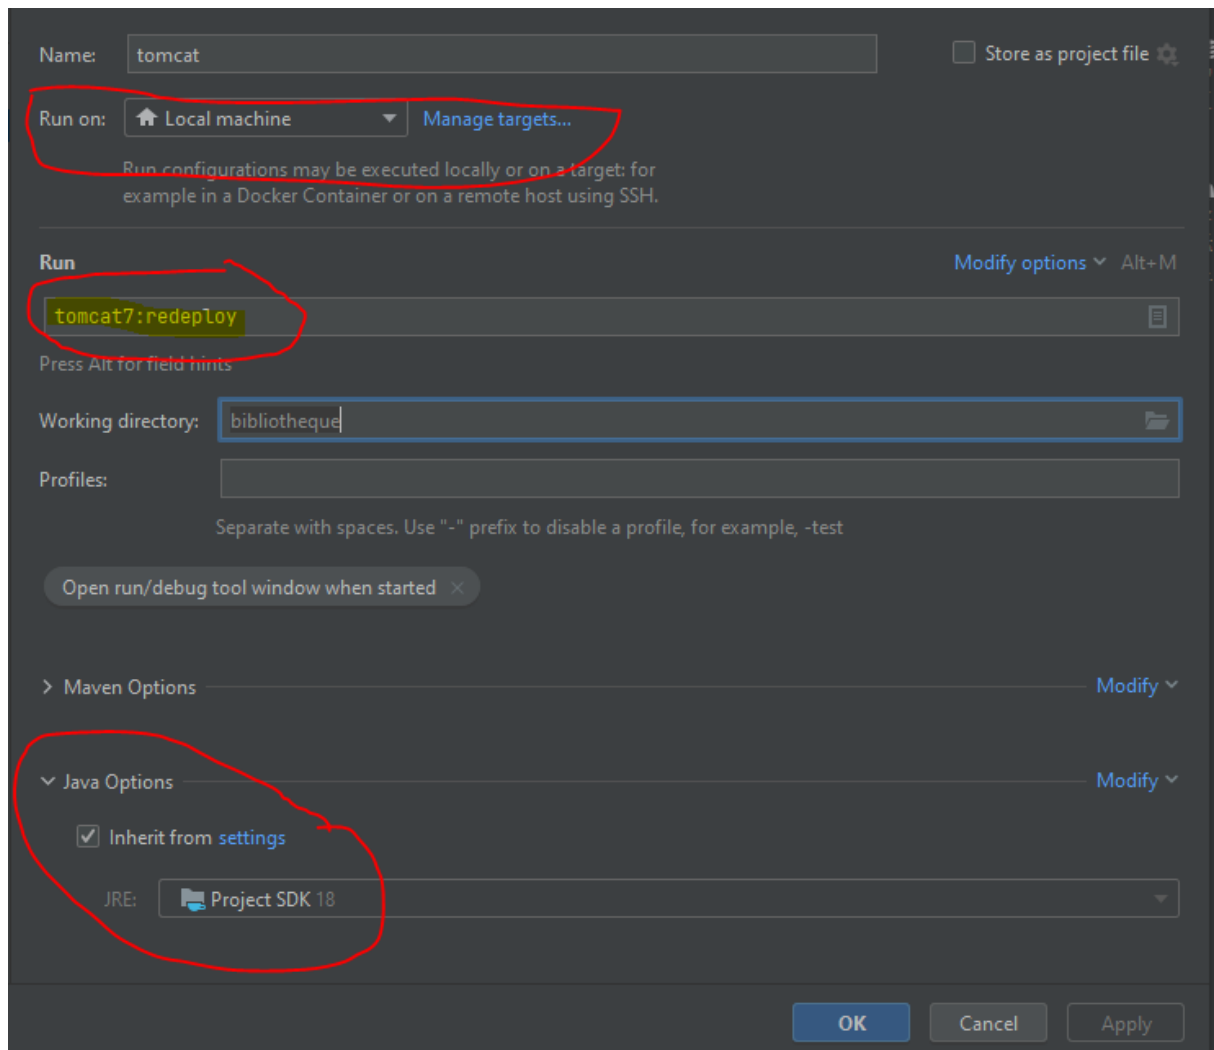 Name: tomcat Store as project file
Run on: Local machine Manage targets...
Run configurations may be executed locally or on a target: for
example in a Docker Container or on a remote host using SSH.
Run Modify options Alt+M
tomcat7:redeploy
Press Alt for field hints
Working directory: bibliotheque
Profiles:
Separate with spaces. Use "-" prefix to disable a profile, for example, -test
Open run/debug tool window when started ×
Maven Options Modify
Java Options Modify
Inherit from settings
JRE: Project SDK 18
OK Cancel Apply